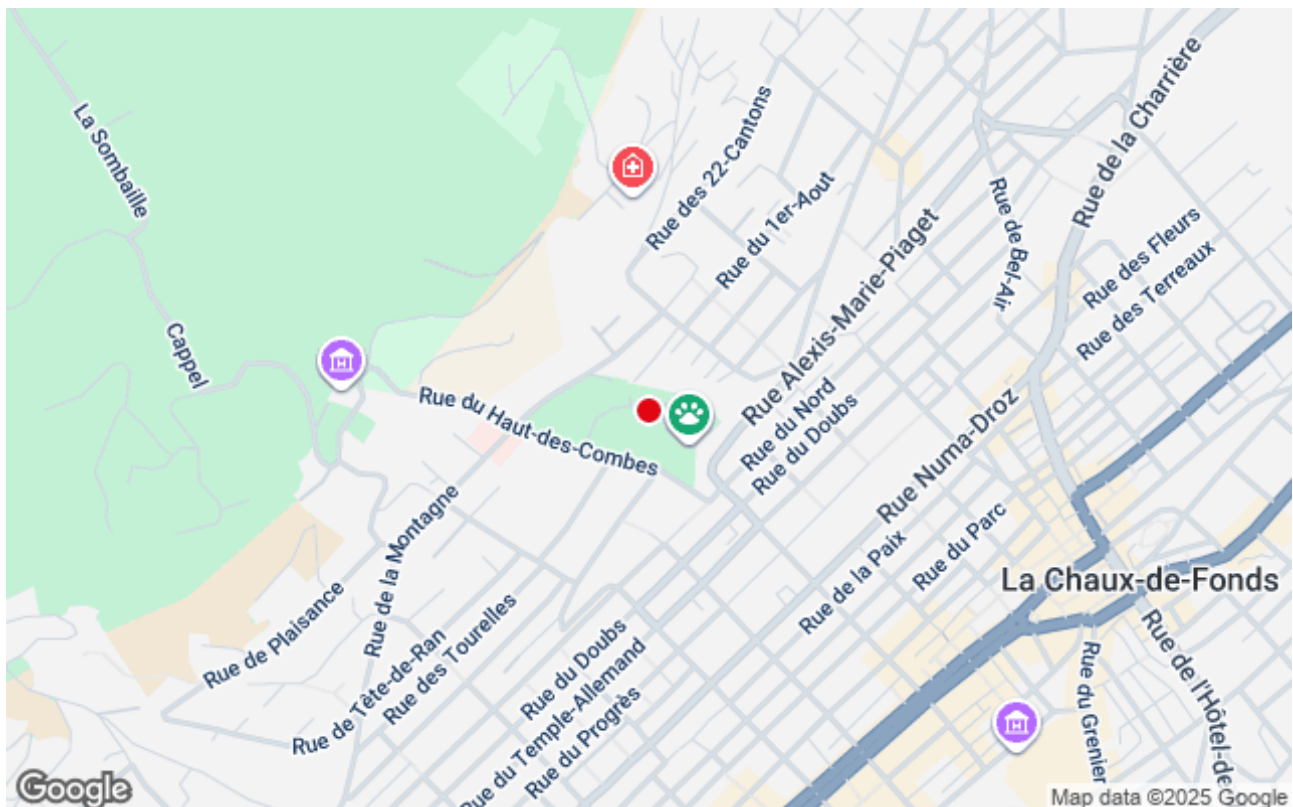 La Sombaille
Cappel
Rue des 22-Cantons
Rue du 1er-Aout
Rue de Bel-Air
Rue de la Charrière
Rue Alexis-Marie-Piaget
Rue des Fleurs
Rue des Terreaux
Rue du Nord
Rue du Doubs
Rue Numa-Droz
Rue du Haut-des-Combes
Rue de la Montagne
Rue de Plaisance
Rue de la Paix
Rue du Parc
La Chaux-de-Fonds
Rue de Tête-de-Ran
Rue des Tourelles
Rue du Doubs
Rue du Temple-Allemand
Rue du Progrès
Rue du Grenier
Rue de l'Hôtel-de
H
H
Google
Map data ©2025 Google